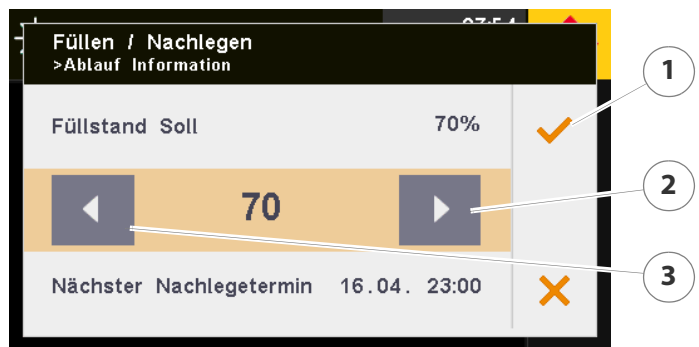 Füllen / Nachlegen
>Ablauf Information
1
Füllstand Soll 70%
70
2
3
Nächster Nachlegetermin 16.04. 23:00